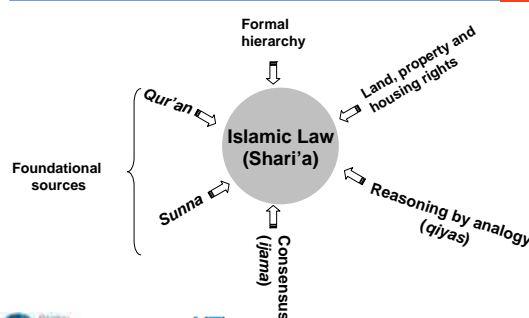 Formal
hierarchy
Land, property and
housing rights
Qur'an
Islamic Law
(Shari'a)
Foundational
sources
Sunna
Reasoning by analogy
(qiyas)
Consensus
(ijama)